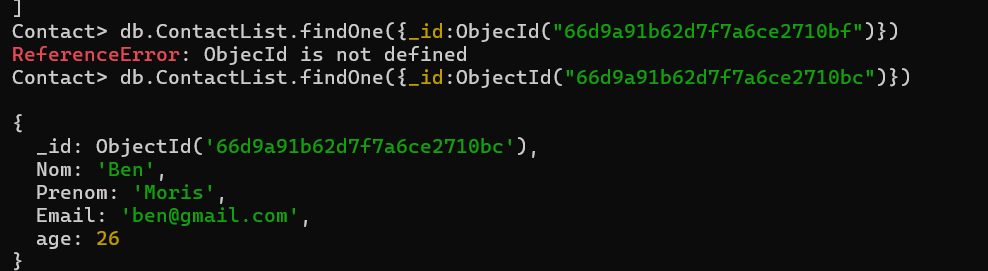 ]
Contact> db.ContactList.findOne({_id:ObjecId("66d9a91b62d7f7a6ce2710bf")})
ReferenceError: ObjecId is not defined
Contact> db.ContactList.findOne({_id:ObjectId("66d9a91b62d7f7a6ce2710bc")})
{
  _id: ObjectId('66d9a91b62d7f7a6ce2710bc'),
  Nom: 'Ben',
  Prenom: 'Moris',
  Email: 'ben@gmail.com',
  age: 26
}